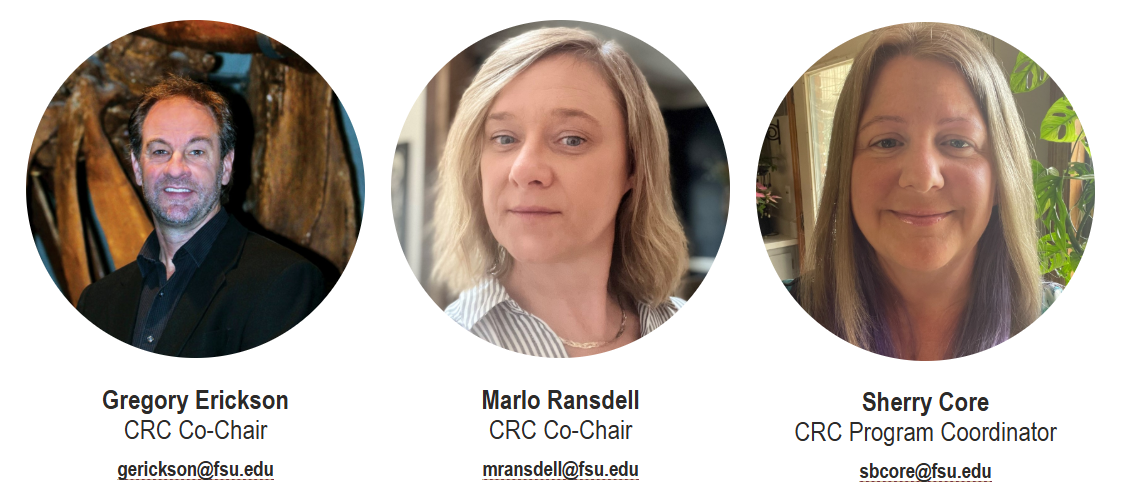 Gregory Erickson
CRC Co-Chair
gerickson@fsu.edu
Marlo Ransdell
CRC Co-Chair
mransdell@fsu.edu
Sherry Core
CRC Program Coordinator
sbcore@fsu.edu